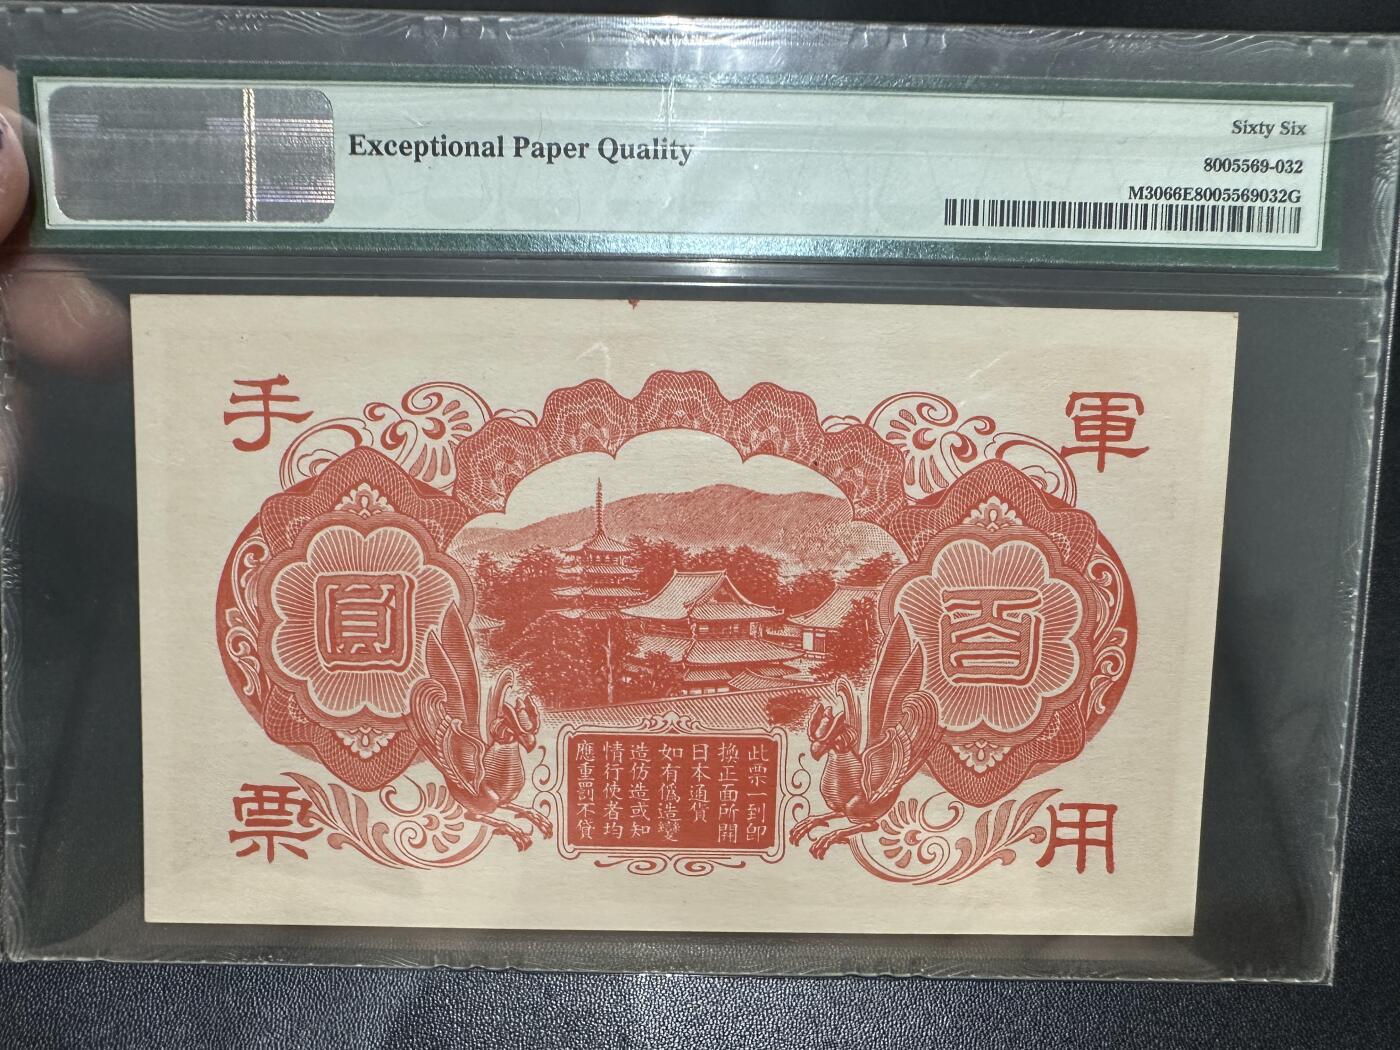 Exceptional Paper Quality
Sixty Six
8005569-032
M3066E8005569032G
軍用
手票
百
圓
此票一到即
換正面所開
日本通貨
如有僞造變
造仿造或知
情行使者均
應重罰不貸